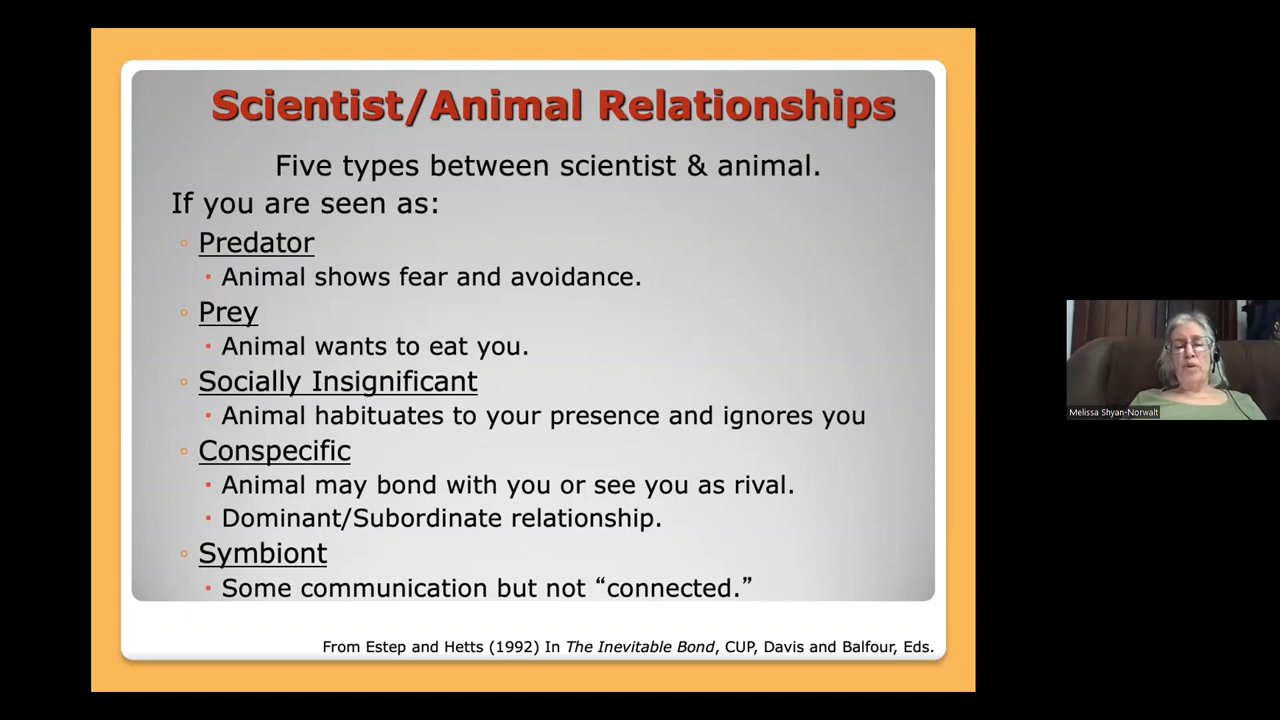 Scientist/Animal Relationships
Five types between scientist & animal.
If you are seen as:
◦ Predator
• Animal shows fear and avoidance.
◦ Prey
• Animal wants to eat you.
◦ Socially Insignificant
• Animal habituates to your presence and ignores you
◦ Conspecific
• Animal may bond with you or see you as rival.
• Dominant/Subordinate relationship.
◦ Symbiont
• Some communication but not “connected.”
From Estep and Hetts (1992) In The Inevitable Bond, CUP, Davis and Balfour, Eds.
Melissa Shyan-Norwalt